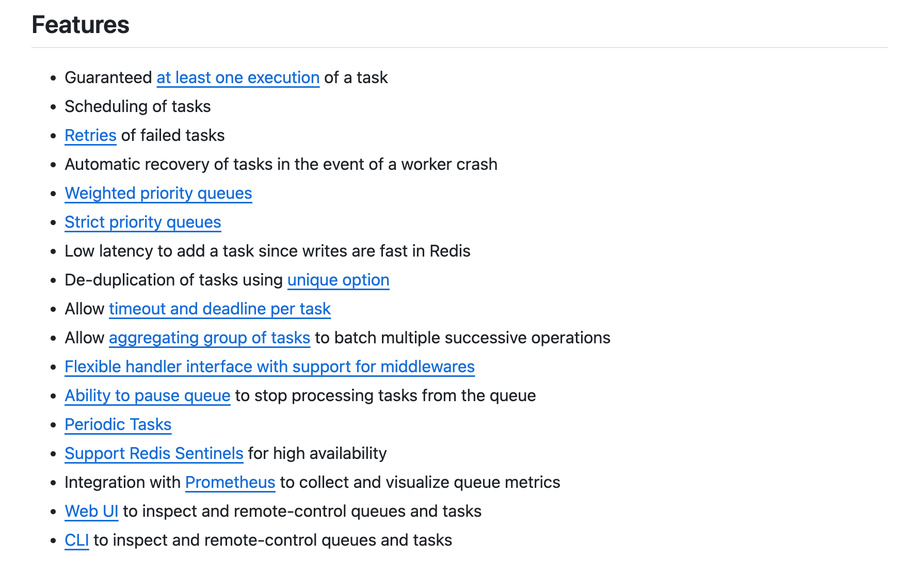 Features
• Guaranteed at least one execution of a task
• Scheduling of tasks
• Retries of failed tasks
• Automatic recovery of tasks in the event of a worker crash
• Weighted priority queues
• Strict priority queues
• Low latency to add a task since writes are fast in Redis
• De-duplication of tasks using unique option
• Allow timeout and deadline per task
• Allow aggregating group of tasks to batch multiple successive operations
• Flexible handler interface with support for middlewares
• Ability to pause queue to stop processing tasks from the queue
• Periodic Tasks
• Support Redis Sentinels for high availability
• Integration with Prometheus to collect and visualize queue metrics
• Web UI to inspect and remote-control queues and tasks
• CLI to inspect and remote-control queues and tasks